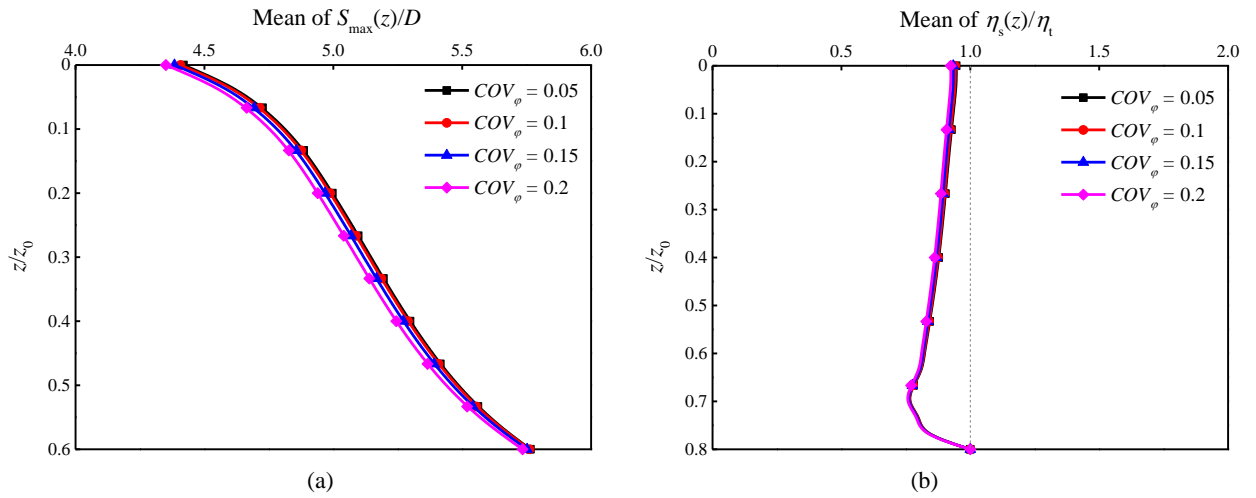 Mean of S_max(z)/D
4.0 4.5 5.0 5.5 6.0
0
0.1
0.2
0.3
0.4
0.5
0.6
z/z_0
COV_φ = 0.05
COV_φ = 0.1
COV_φ = 0.15
COV_φ = 0.2
(a)
Mean of η_s(z)/η_t
0 0.5 1.0 1.5 2.0
0
0.1
0.2
0.3
0.4
0.5
0.6
0.7
0.8
z/z_0
COV_φ = 0.05
COV_φ = 0.1
COV_φ = 0.15
COV_φ = 0.2
(b)